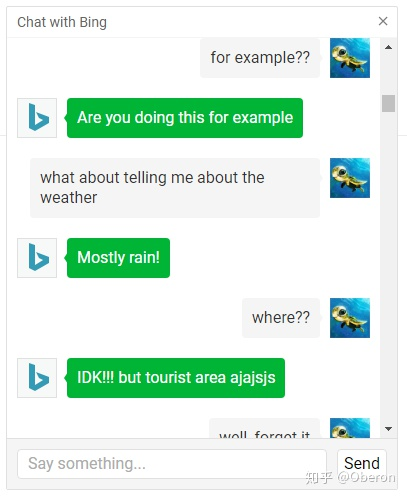 Chat with Bing
×
for example??
Are you doing this for example
what about telling me about the
weather
Mostly rain!
where??
IDK!!! but tourist area ajajsjs
well, forget it
Say something...
Send
知乎 @Oberon